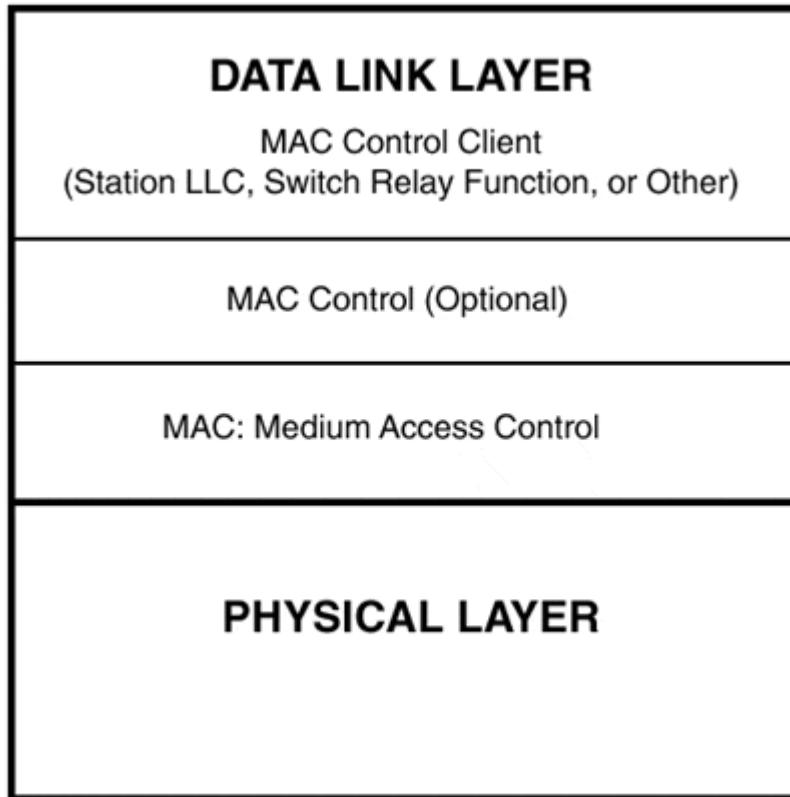 DATA LINK LAYER
MAC Control Client
(Station LLC, Switch Relay Function, or Other)
MAC Control (Optional)
MAC: Medium Access Control
PHYSICAL LAYER